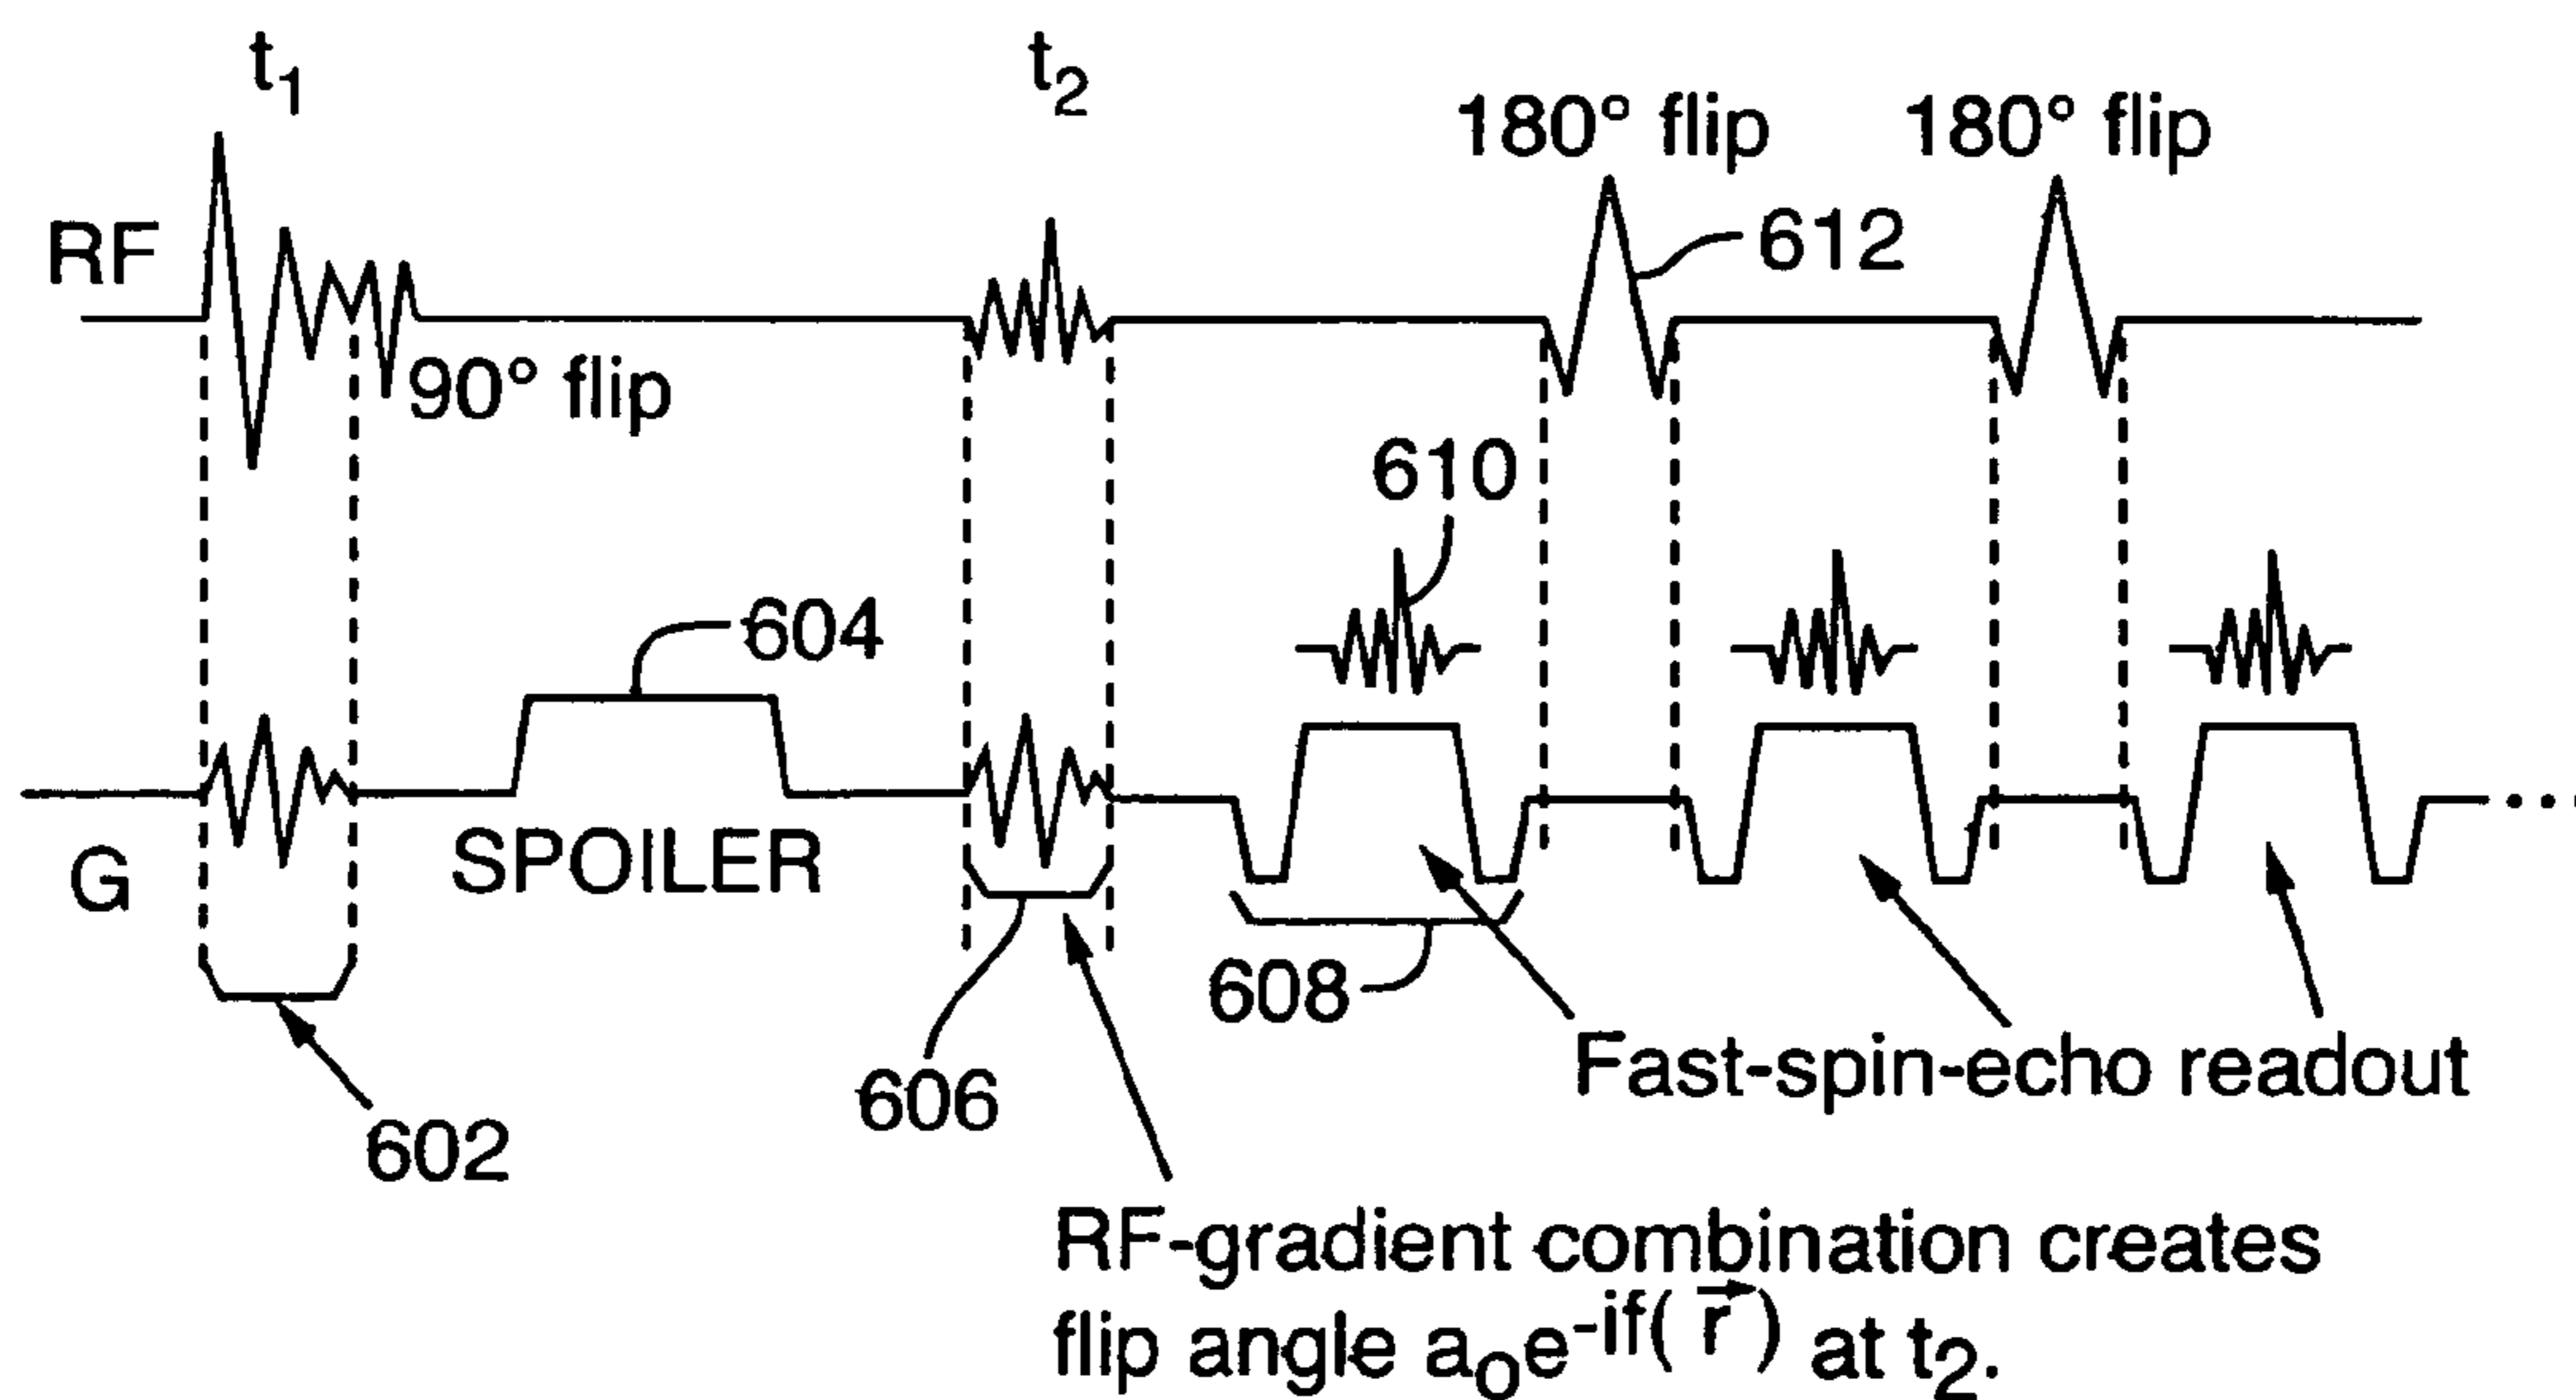 t₁
t₂
180° flip
180° flip
RF
612
90° flip
610
604
SPOILER
G
608
606
Fast-spin-echo readout
602
RF-gradient combination creates
flip angle a₀e^-if(r⃗) at t₂.